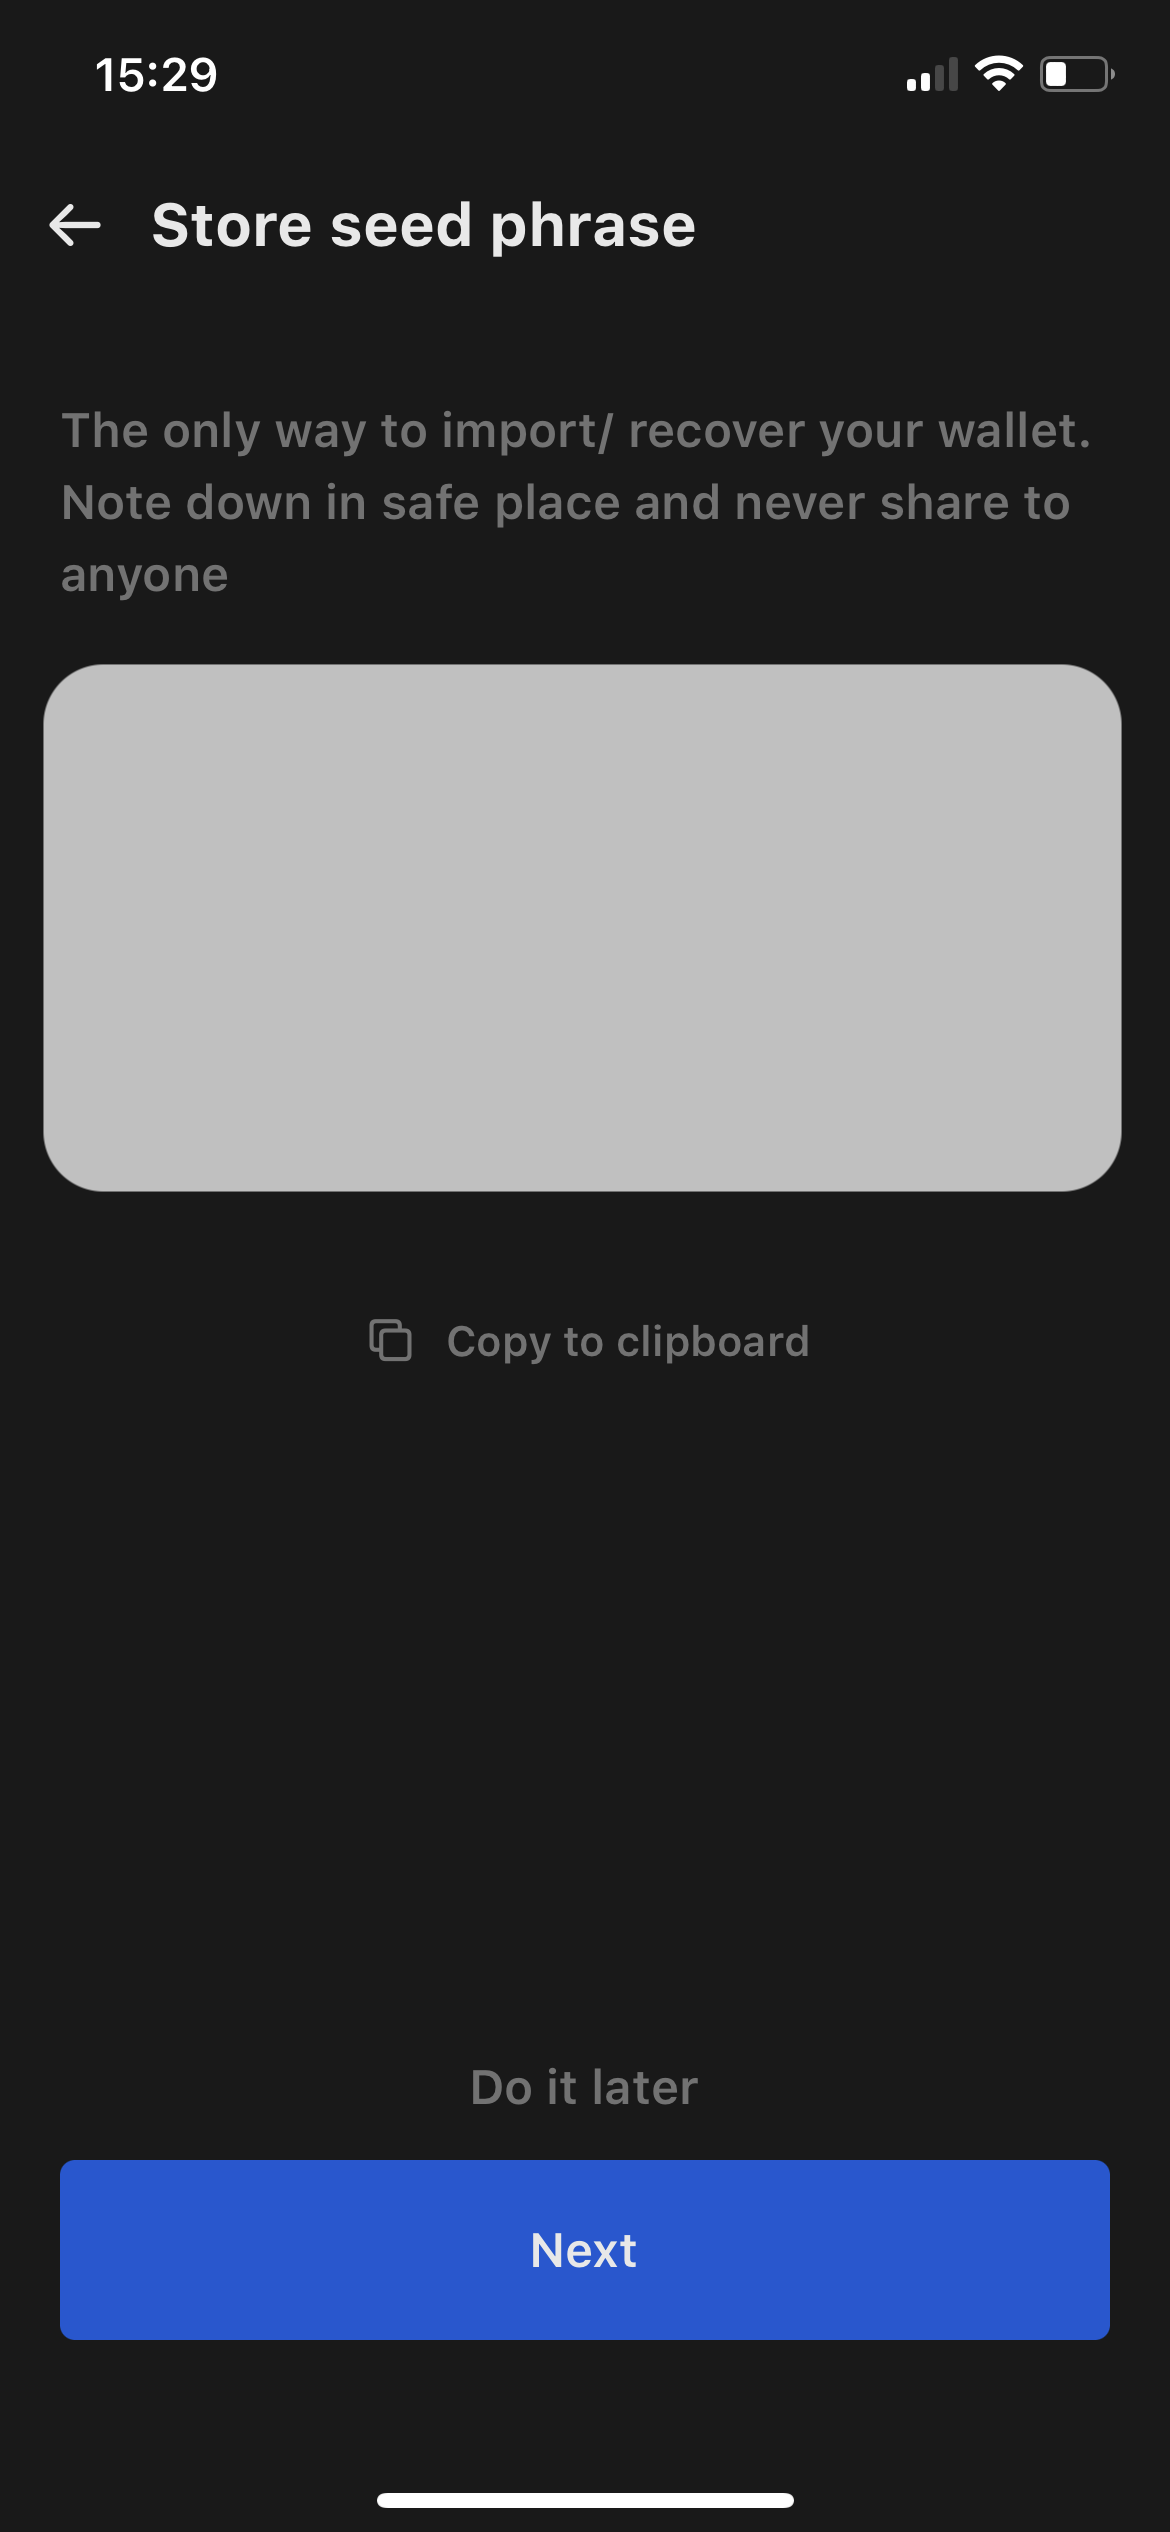 15:29
Store seed phrase
The only way to import/ recover your wallet.
Note down in safe place and never share to
anyone
Copy to clipboard
Do it later
Next